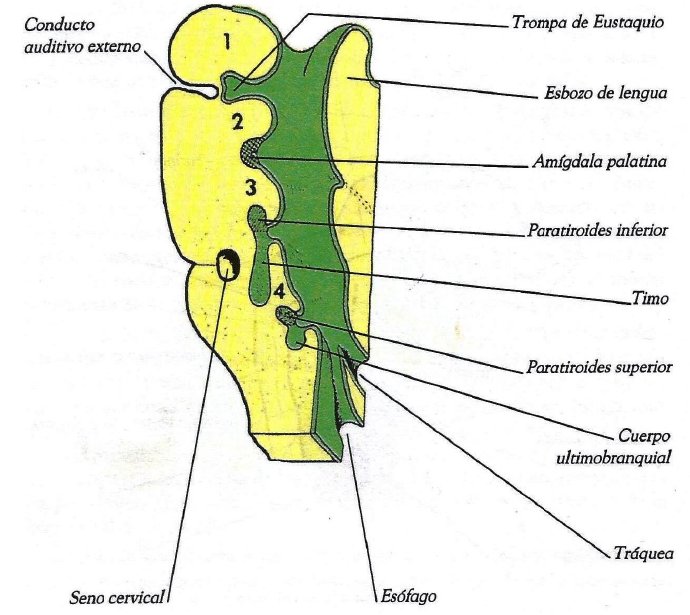 Conducto
auditivo externo
Trompa de Eustaquio
1
Esbozo de lengua
2
Amígdala palatina
3
Paratiroides inferior
Timo
4
Paratiroides superior
Cuerpo
ultimobranquial
Tráquea
Seno cervical
Esófago